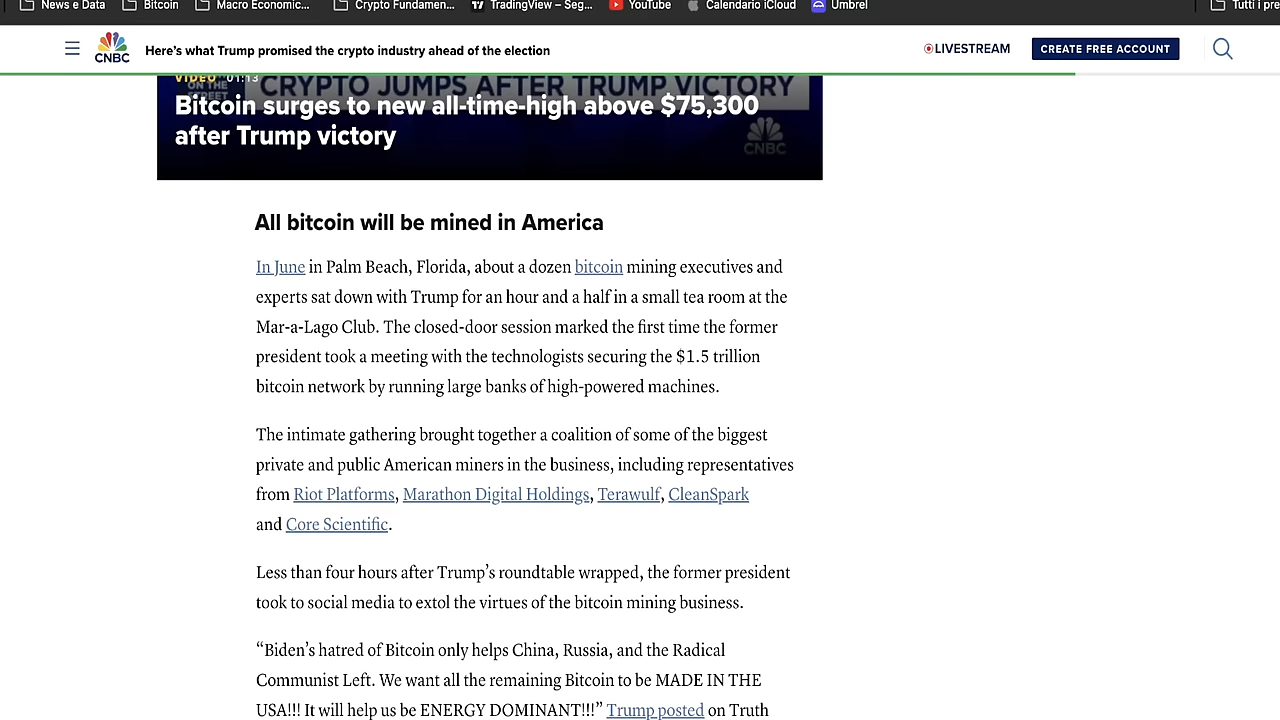 News e Data Bitcoin Macro Economic... Crypto Fundamen... TradingView – Seg... YouTube Calendario iCloud Umbrel Tutti i pre
CNBC Here's what Trump promised the crypto industry ahead of the election LIVESTREAM CREATE FREE ACCOUNT
VIDEO 01:13
ON THE STREET
CRYPTO JUMPS AFTER TRUMP VICTORY
Bitcoin surges to new all-time-high above $75,300
after Trump victory
CNBC
All bitcoin will be mined in America
In June in Palm Beach, Florida, about a dozen bitcoin mining executives and
experts sat down with Trump for an hour and a half in a small tea room at the
Mar-a-Lago Club. The closed-door session marked the first time the former
president took a meeting with the technologists securing the $1.5 trillion
bitcoin network by running large banks of high-powered machines.
The intimate gathering brought together a coalition of some of the biggest
private and public American miners in the business, including representatives
from Riot Platforms, Marathon Digital Holdings, Terawulf, CleanSpark
and Core Scientific.
Less than four hours after Trump's roundtable wrapped, the former president
took to social media to extol the virtues of the bitcoin mining business.
“Biden's hatred of Bitcoin only helps China, Russia, and the Radical
Communist Left. We want all the remaining Bitcoin to be MADE IN THE
USA!!! It will help us be ENERGY DOMINANT!!!” Trump posted on Truth